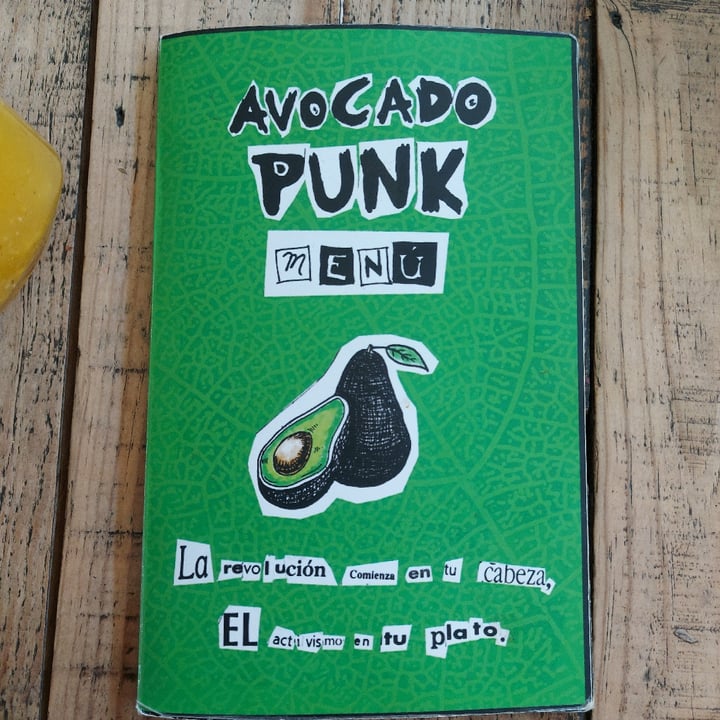 AVOCADO
PUNK
MENÚ
La revolución Comienza en tu cabeza,
EL activismo en tu plato.